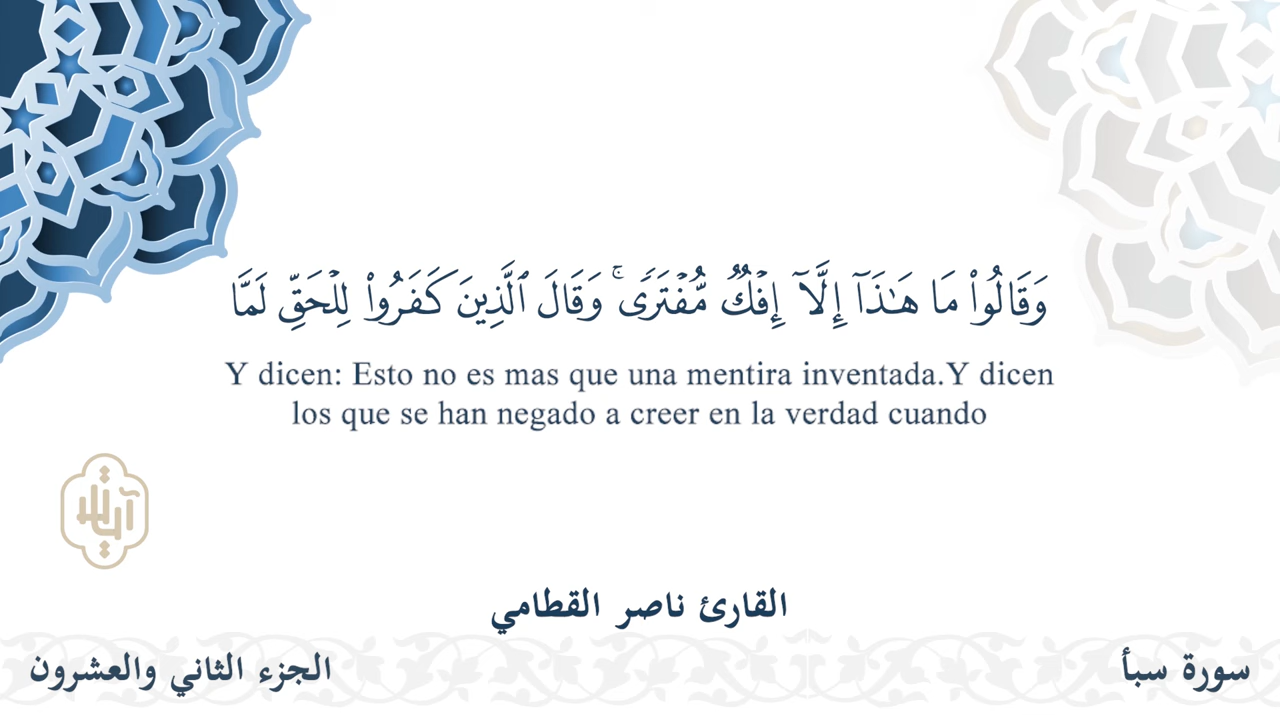 وَقَالُوا۟ مَا هَـٰذَآ إِلَّآ إِفْكٌ مُّفْتَرًى ۚ وَقَالَ ٱلَّذِينَ كَفَرُوا۟ لِلْحَقِّ لَمَّا
Y dicen: Esto no es mas que una mentira inventada.Y dicen
los que se han negado a creer en la verdad cuando
القارئ ناصر القطامي
سورة سبأ
الجزء الثاني والعشرون